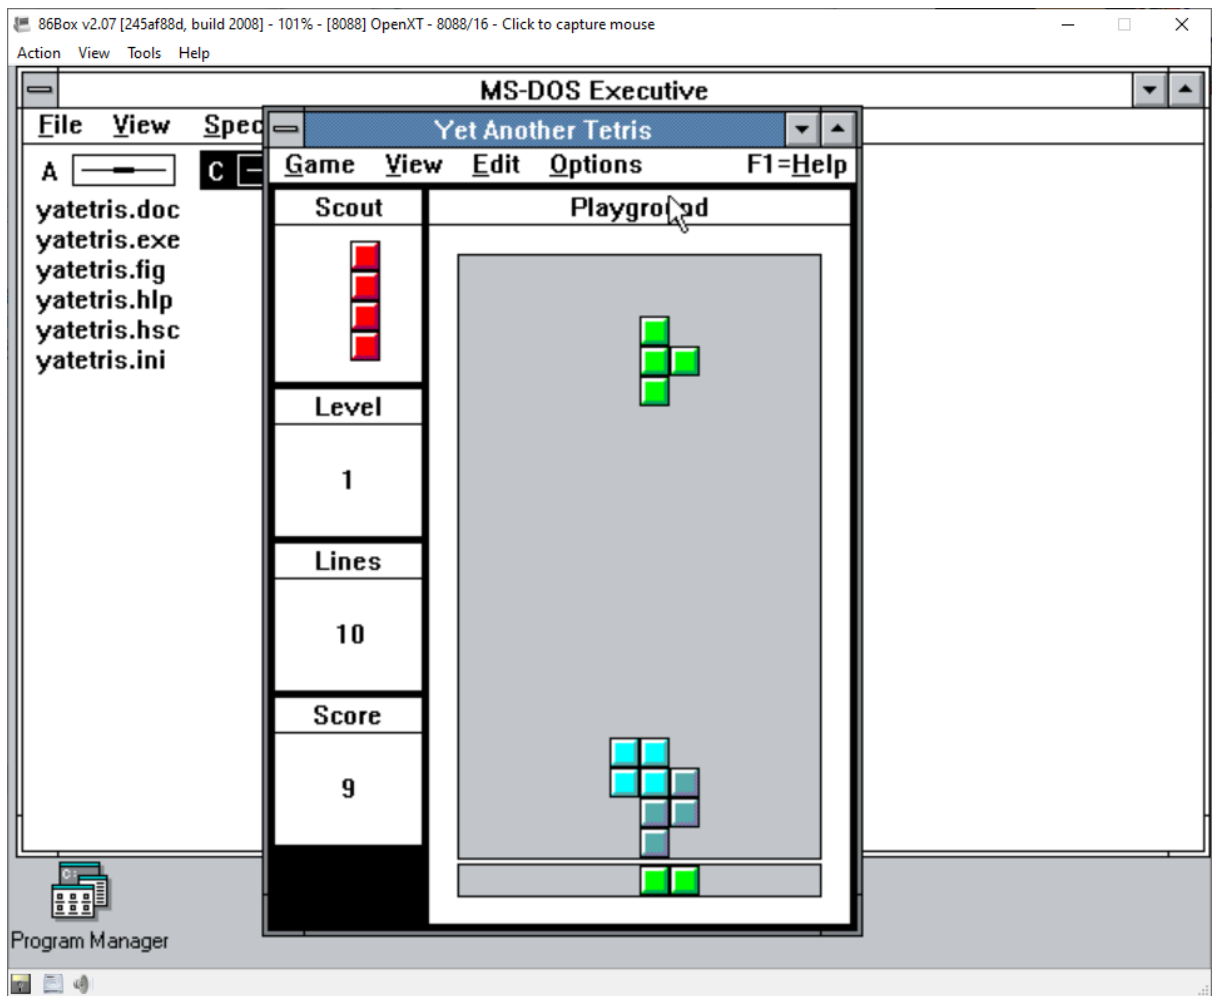 86Box v2.07 [245af88d, build 2008] - 101% - [8088] OpenXT - 8088/16 - Click to capture mouse
Action View Tools Help
MS-DOS Executive
File View Spec
A C
yatetris.doc
yatetris.exe
yatetris.fig
yatetris.hlp
yatetris.hsc
yatetris.ini
Yet Another Tetris
Game View Edit Options F1=Help
Scout
Playground
Level
1
Lines
10
Score
9
C:
Program Manager